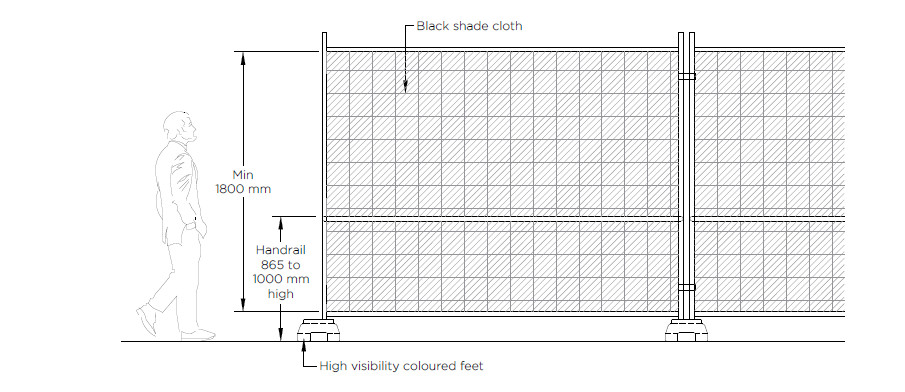 Black shade cloth
Min
1800 mm
Handrail
865 to
1000 mm
high
High visibility coloured feet